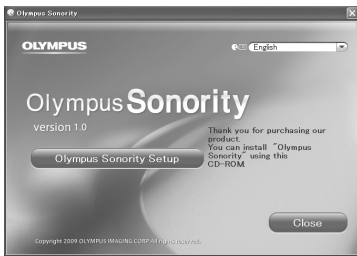 Olympus Sonority
OLYMPUS
English
Olympus Sonority
version 1.0
Thank you for purchasing our
product.
You can install "Olympus
Sonority" using this
CD-ROM.
Olympus Sonority Setup
Close
Copyright 2009 OLYMPUS IMAGING CORP. All rights reserved.